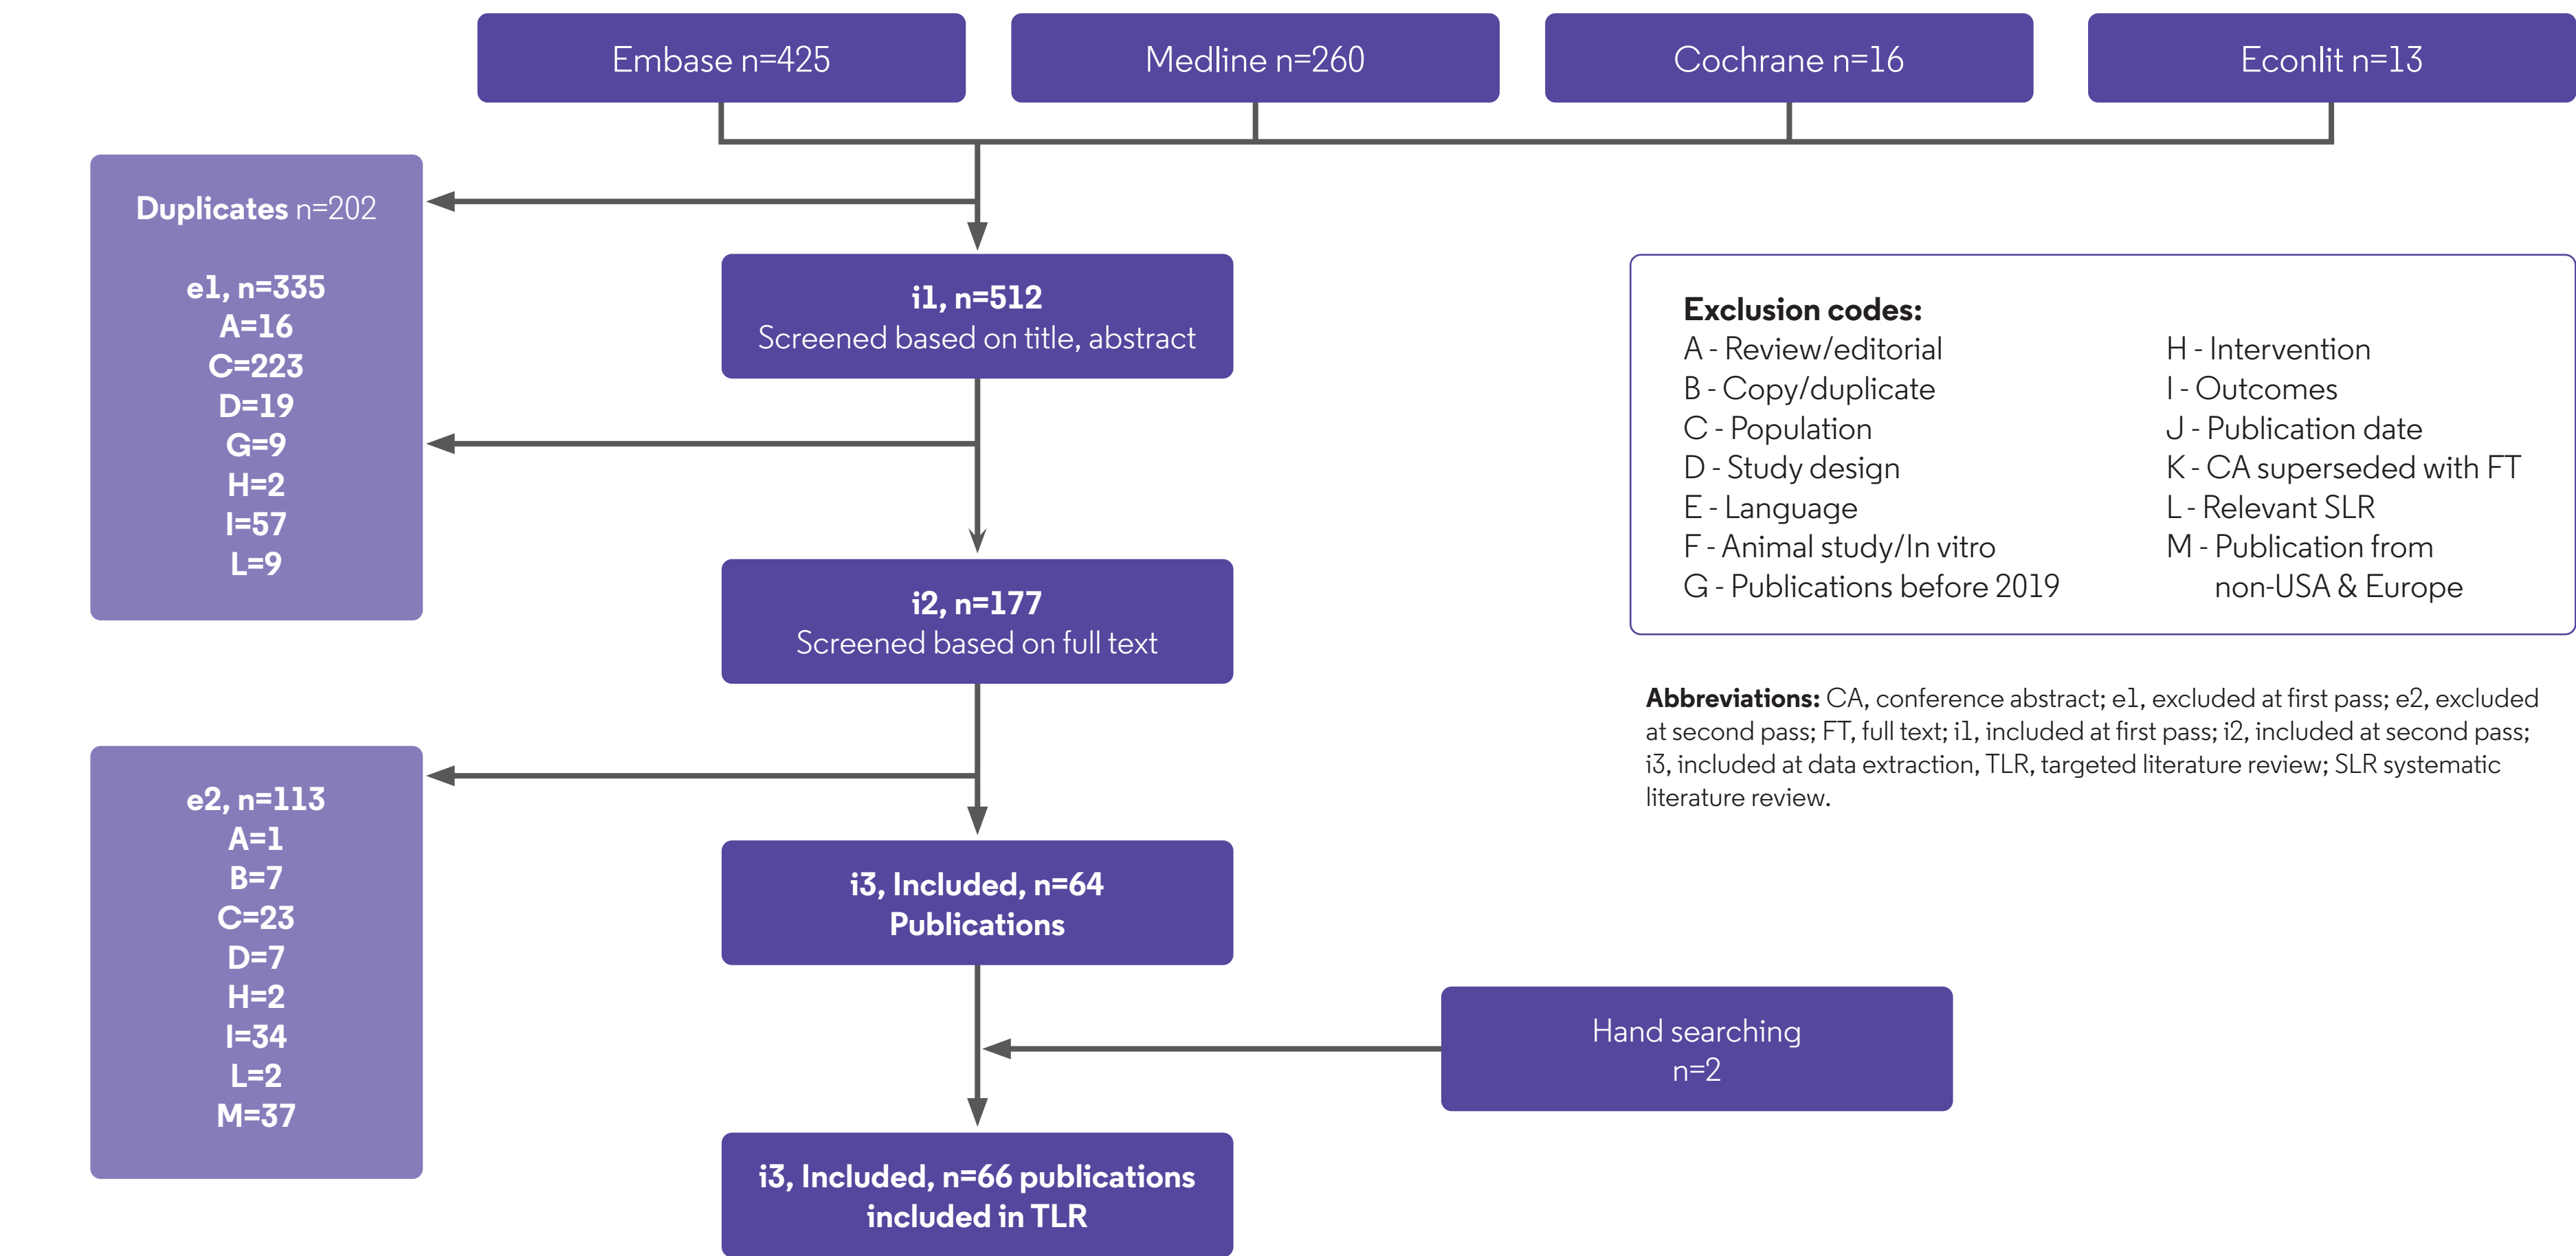 Embase n=425
Medline n=260
Cochrane n=16
Econlit n=13
Duplicates n=202
e1, n=335
A=16
C=223
D=19
G=9
H=2
I=57
L=9
i1, n=512
Screened based on title, abstract
Exclusion codes:
A - Review/editorial
B - Copy/duplicate
C - Population
D - Study design
E - Language
F - Animal study/In vitro
G - Publications before 2019
H - Intervention
I - Outcomes
J - Publication date
K - CA superseded with FT
L - Relevant SLR
M - Publication from
non-USA & Europe
i2, n=177
Screened based on full text
Abbreviations: CA, conference abstract; e1, excluded at first pass; e2, excluded
at second pass; FT, full text; i1, included at first pass; i2, included at second pass;
i3, included at data extraction, TLR, targeted literature review; SLR systematic
literature review.
e2, n=113
A=1
B=7
C=23
D=7
H=2
I=34
L=2
M=37
i3, Included, n=64
Publications
Hand searching
n=2
i3, Included, n=66 publications
included in TLR